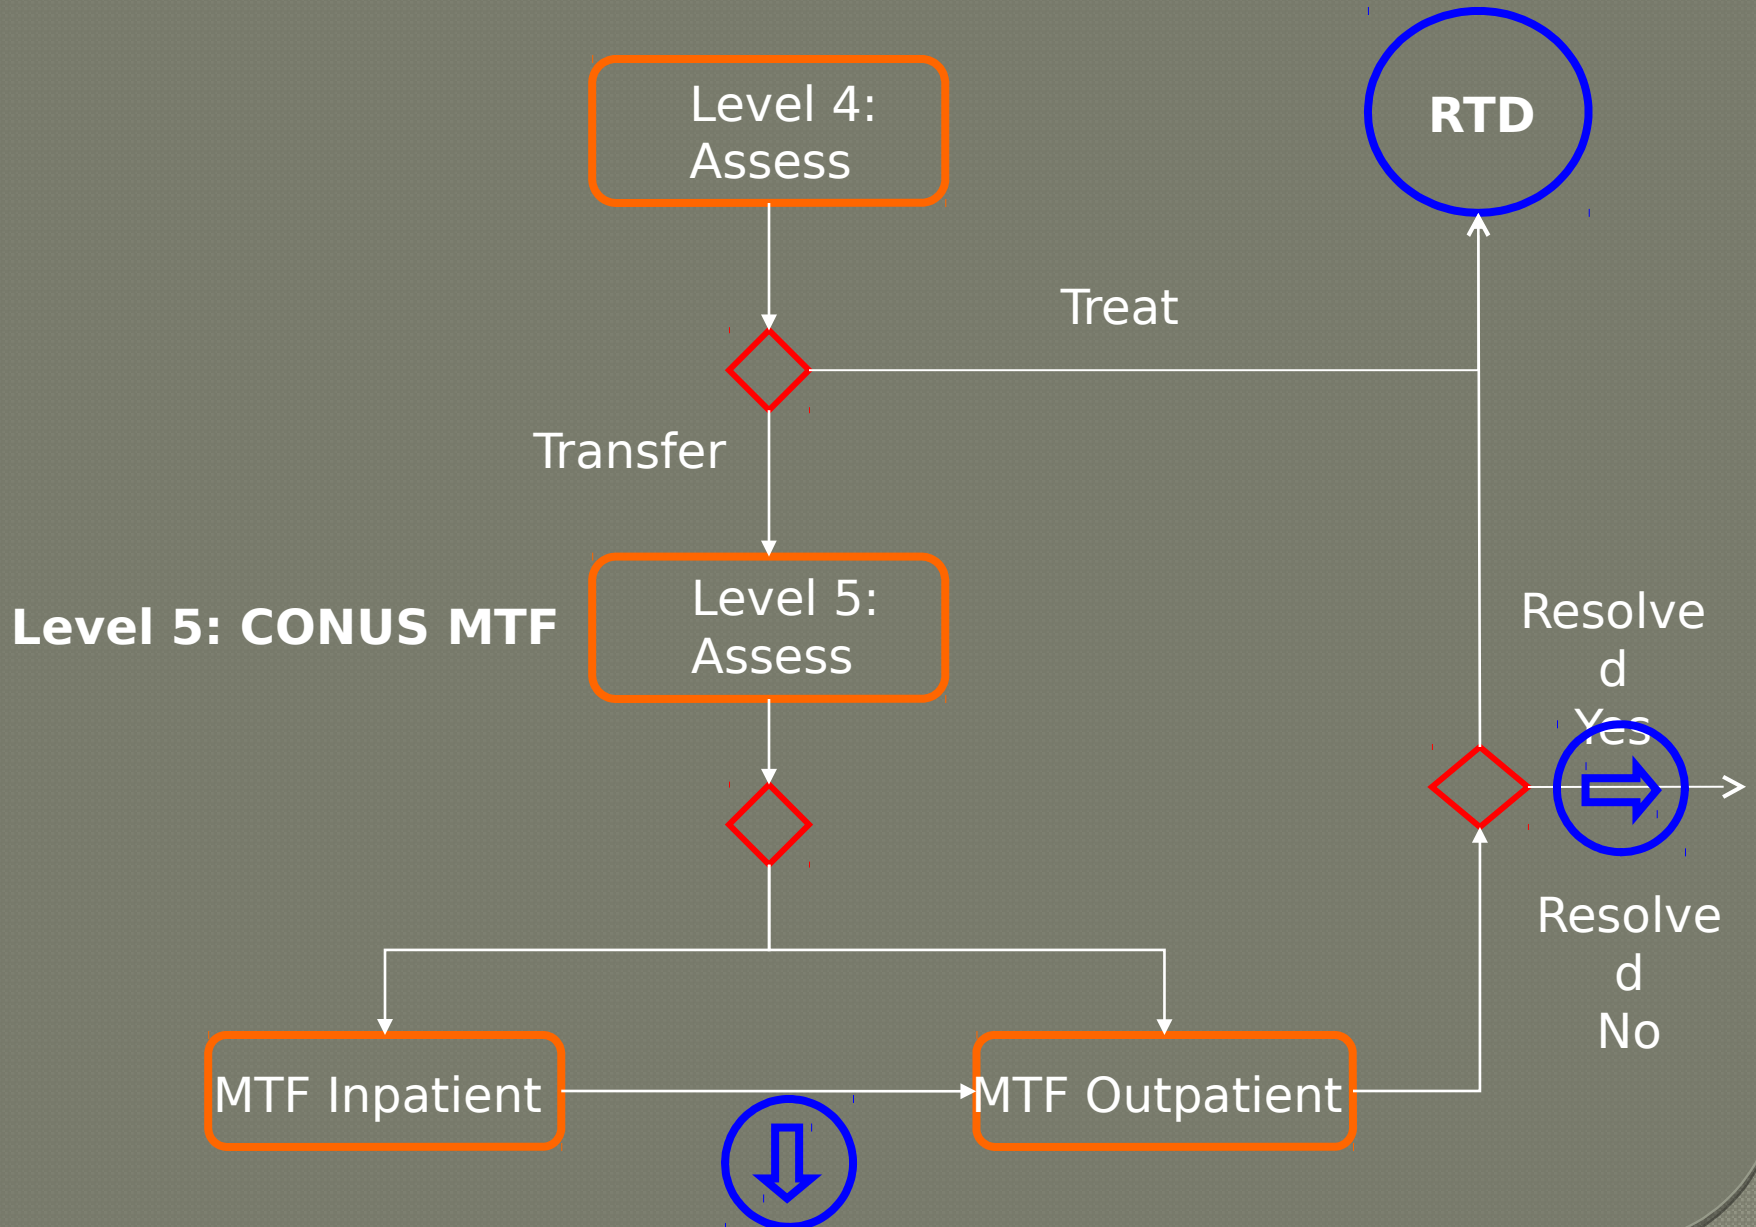 Level 4:
Assess
RTD
Treat
Transfer
Level 5: CONUS MTF
Level 5:
Assess
Resolve
d
Yes
Resolve
d
No
MTF Inpatient
MTF Outpatient